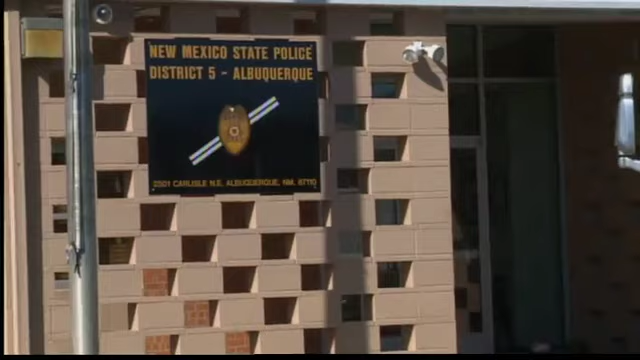 NEW MEXICO STATE POLICE
DISTRICT 5 - ALBUQUERQUE
2501 CARLISLE N.E. ALBUQUERQUE, NM. 87110